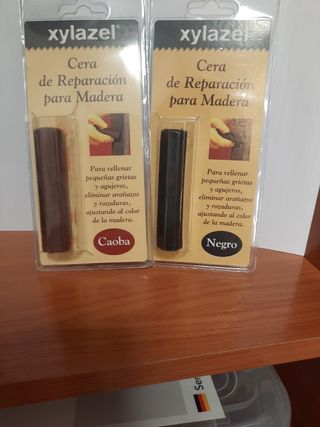 xylazel
Cera
de Reparación
para Madera
Para rellenar
pequeñas grietas
y agujeros,
eliminar arañazos
y rozaduras,
ajustando al color
de la madera.
Caoba
xylazel
Cera
de Reparación
para Madera
Para rellenar
pequeñas grietas
y agujeros,
eliminar arañazos
y rozaduras,
ajustando al color
de la madera.
Negro